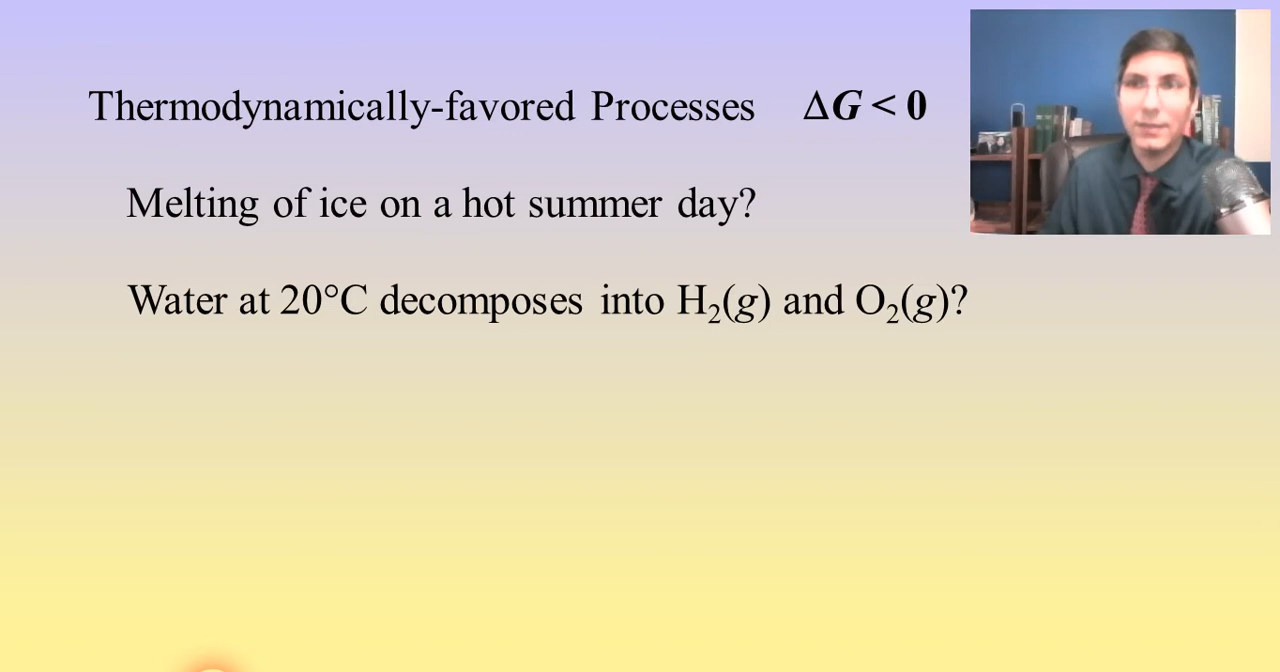 Thermodynamically-favored Processes ΔG < 0
Melting of ice on a hot summer day?
Water at 20°C decomposes into H₂(g) and O₂(g)?